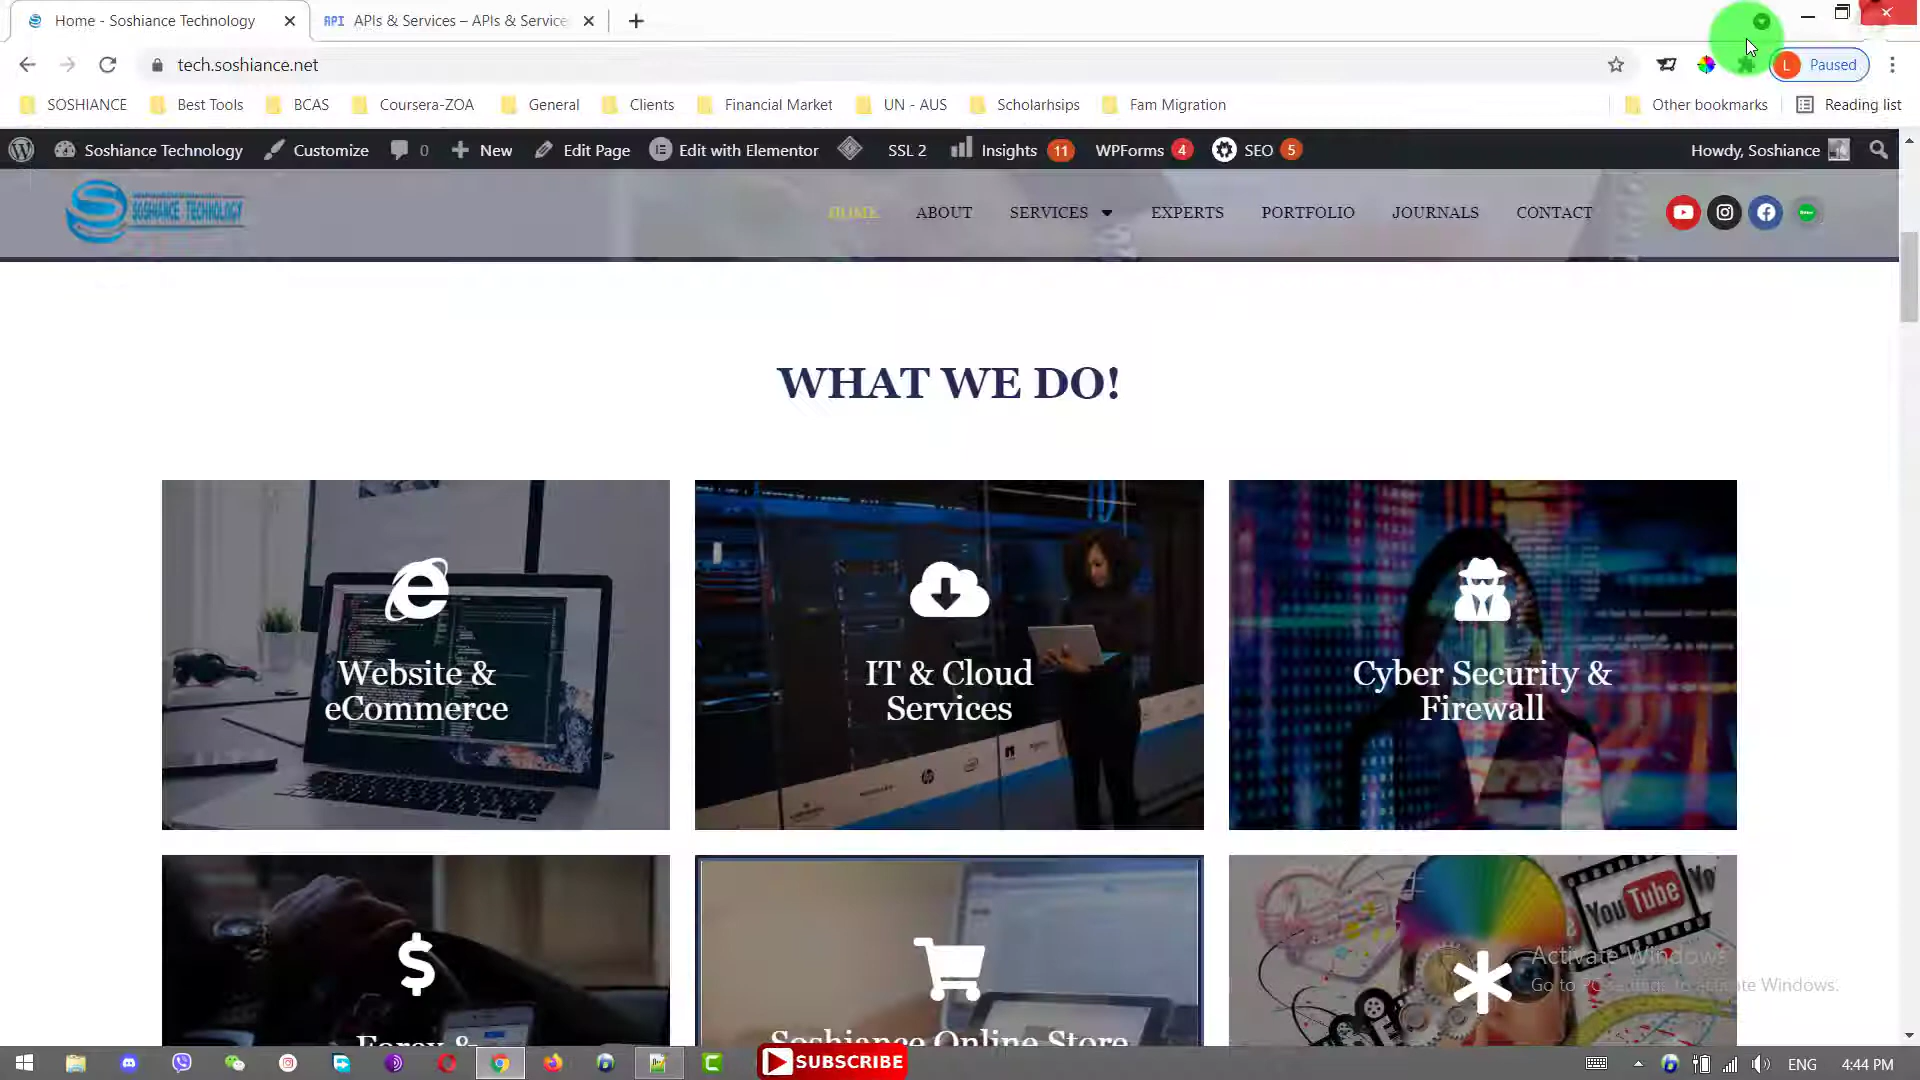 Home - Soshiance Technology
API APIs & Services – APIs & Service
tech.soshiance.net
L Paused
SOSHIANCE Best Tools BCAS Coursera-ZOA General Clients Financial Market UN - AUS Scholarhsips Fam Migration Other bookmarks Reading list
Soshiance Technology Customize 0 New Edit Page Edit with Elementor SSL 2 Insights 11 WPForms 4 SEO 5 Howdy, Soshiance
SOSHIANCE TECHNOLOGY
HOME ABOUT SERVICES EXPERTS PORTFOLIO JOURNALS CONTACT
WHAT WE DO!
Website &
eCommerce
IT & Cloud
Services
Cyber Security &
Firewall
Forex &
Soshiance Online Store
YouTube
Activate Windows
Go to PC settings to activate Windows.
SUBSCRIBE
ENG 4:44 PM